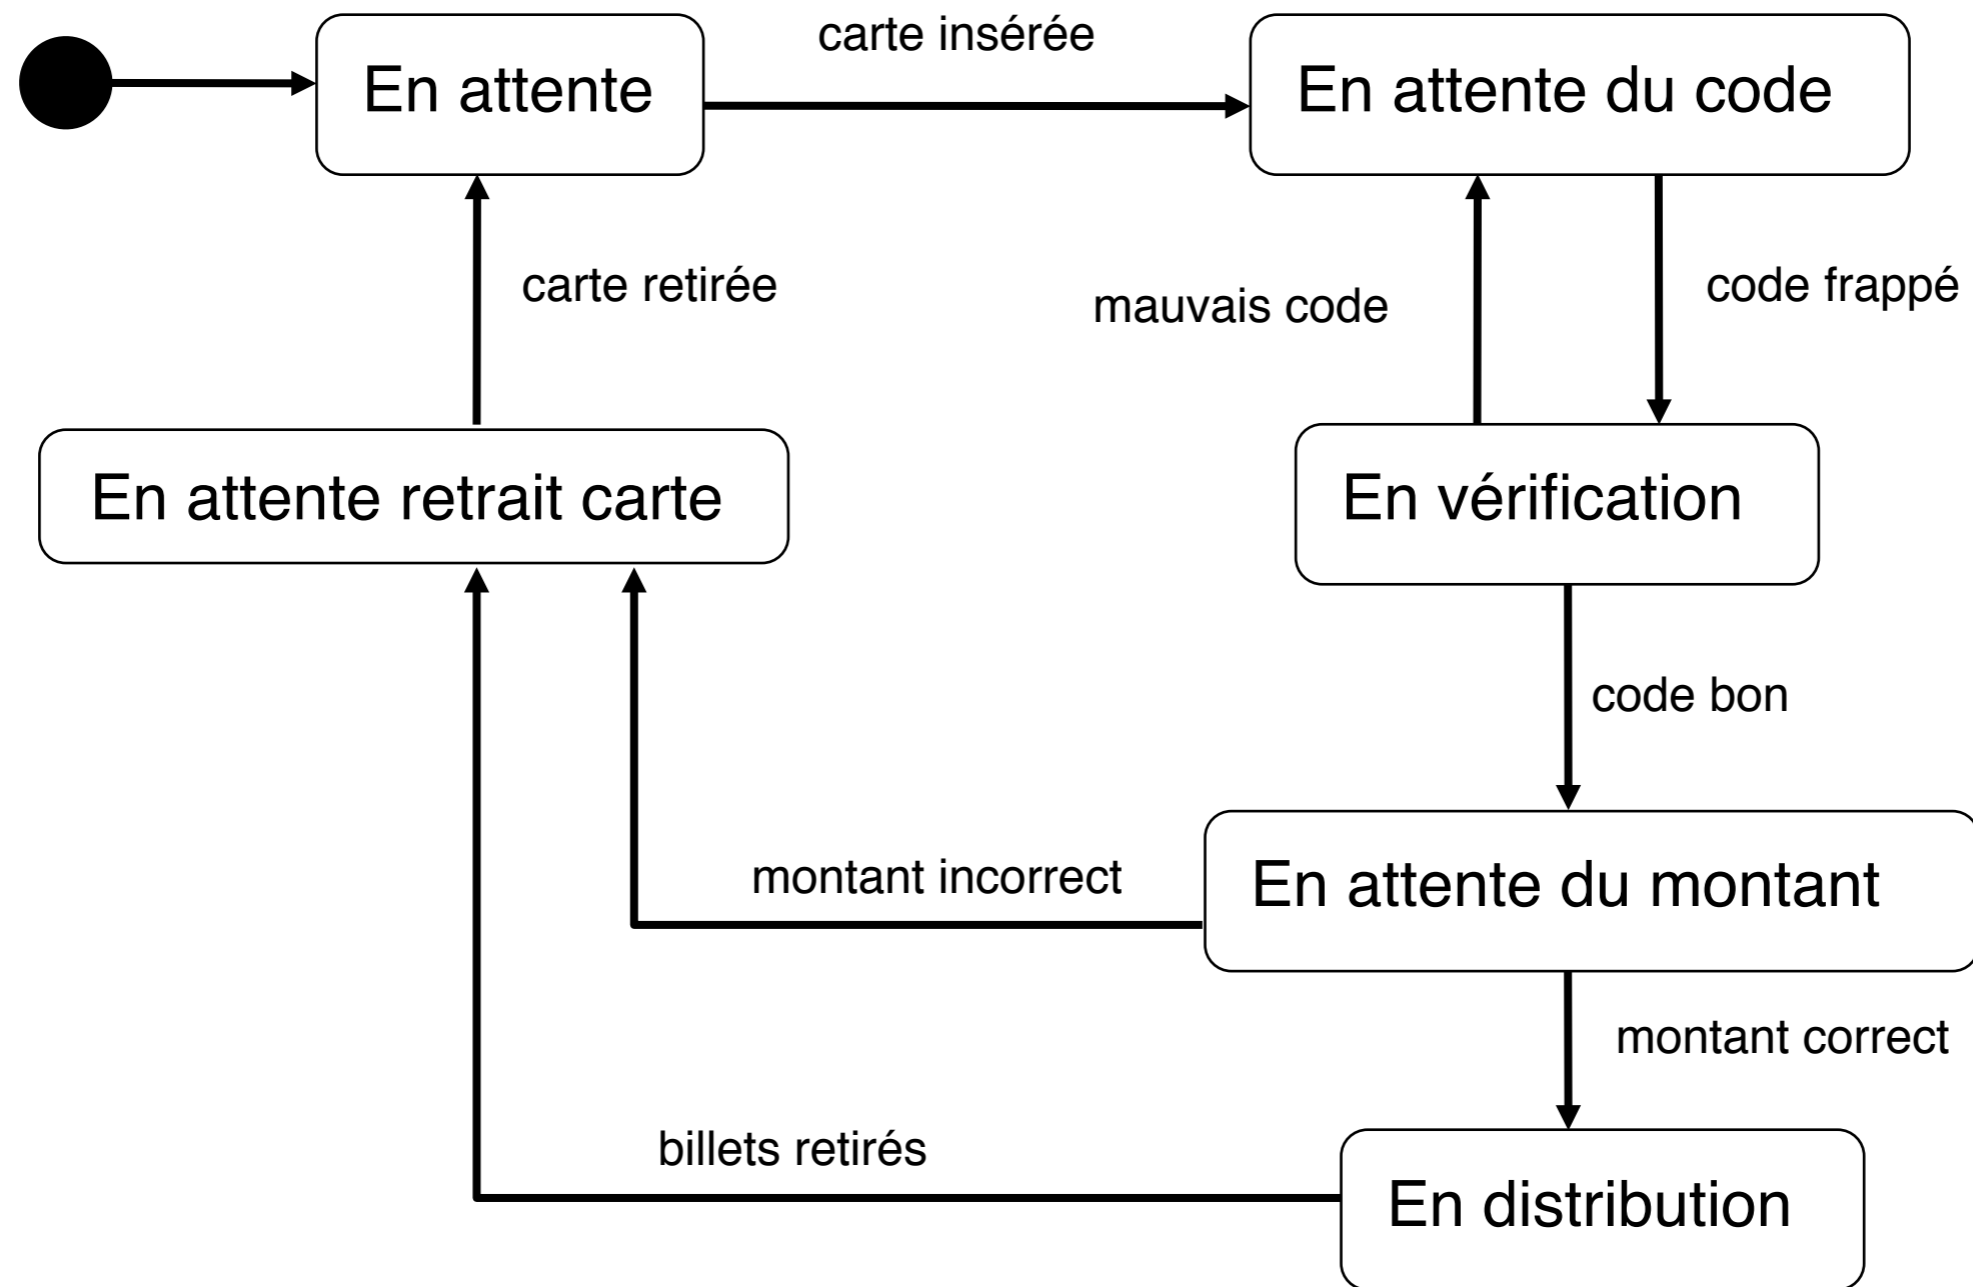 carte insérée
En attente
En attente du code
carte retirée
mauvais code
code frappé
En attente retrait carte
En vérification
code bon
montant incorrect
En attente du montant
montant correct
billets retirés
En distribution